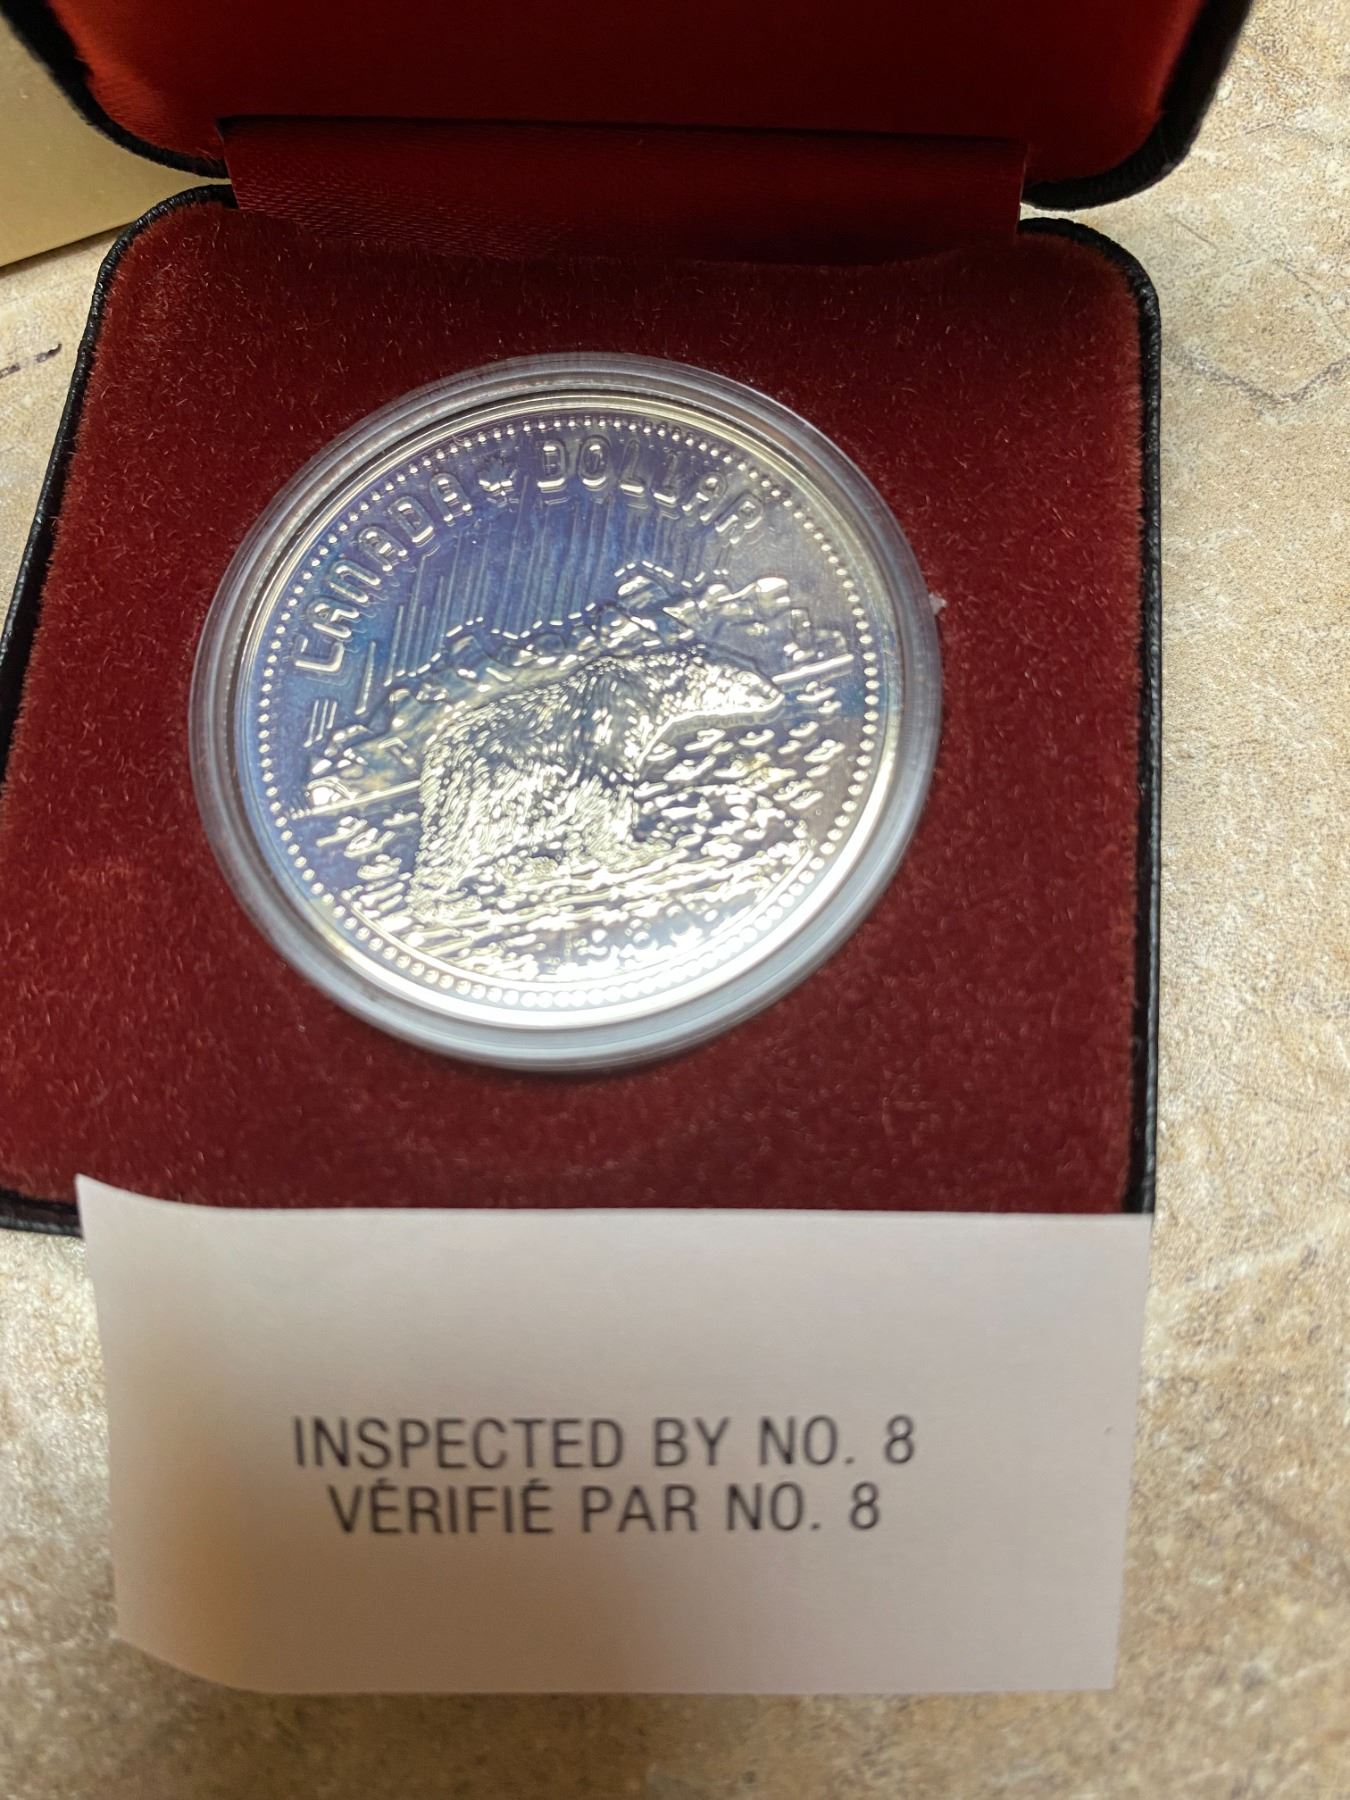 CANADA DOLLAR
INSPECTED BY NO. 8
VÉRIFIÉ PAR NO. 8